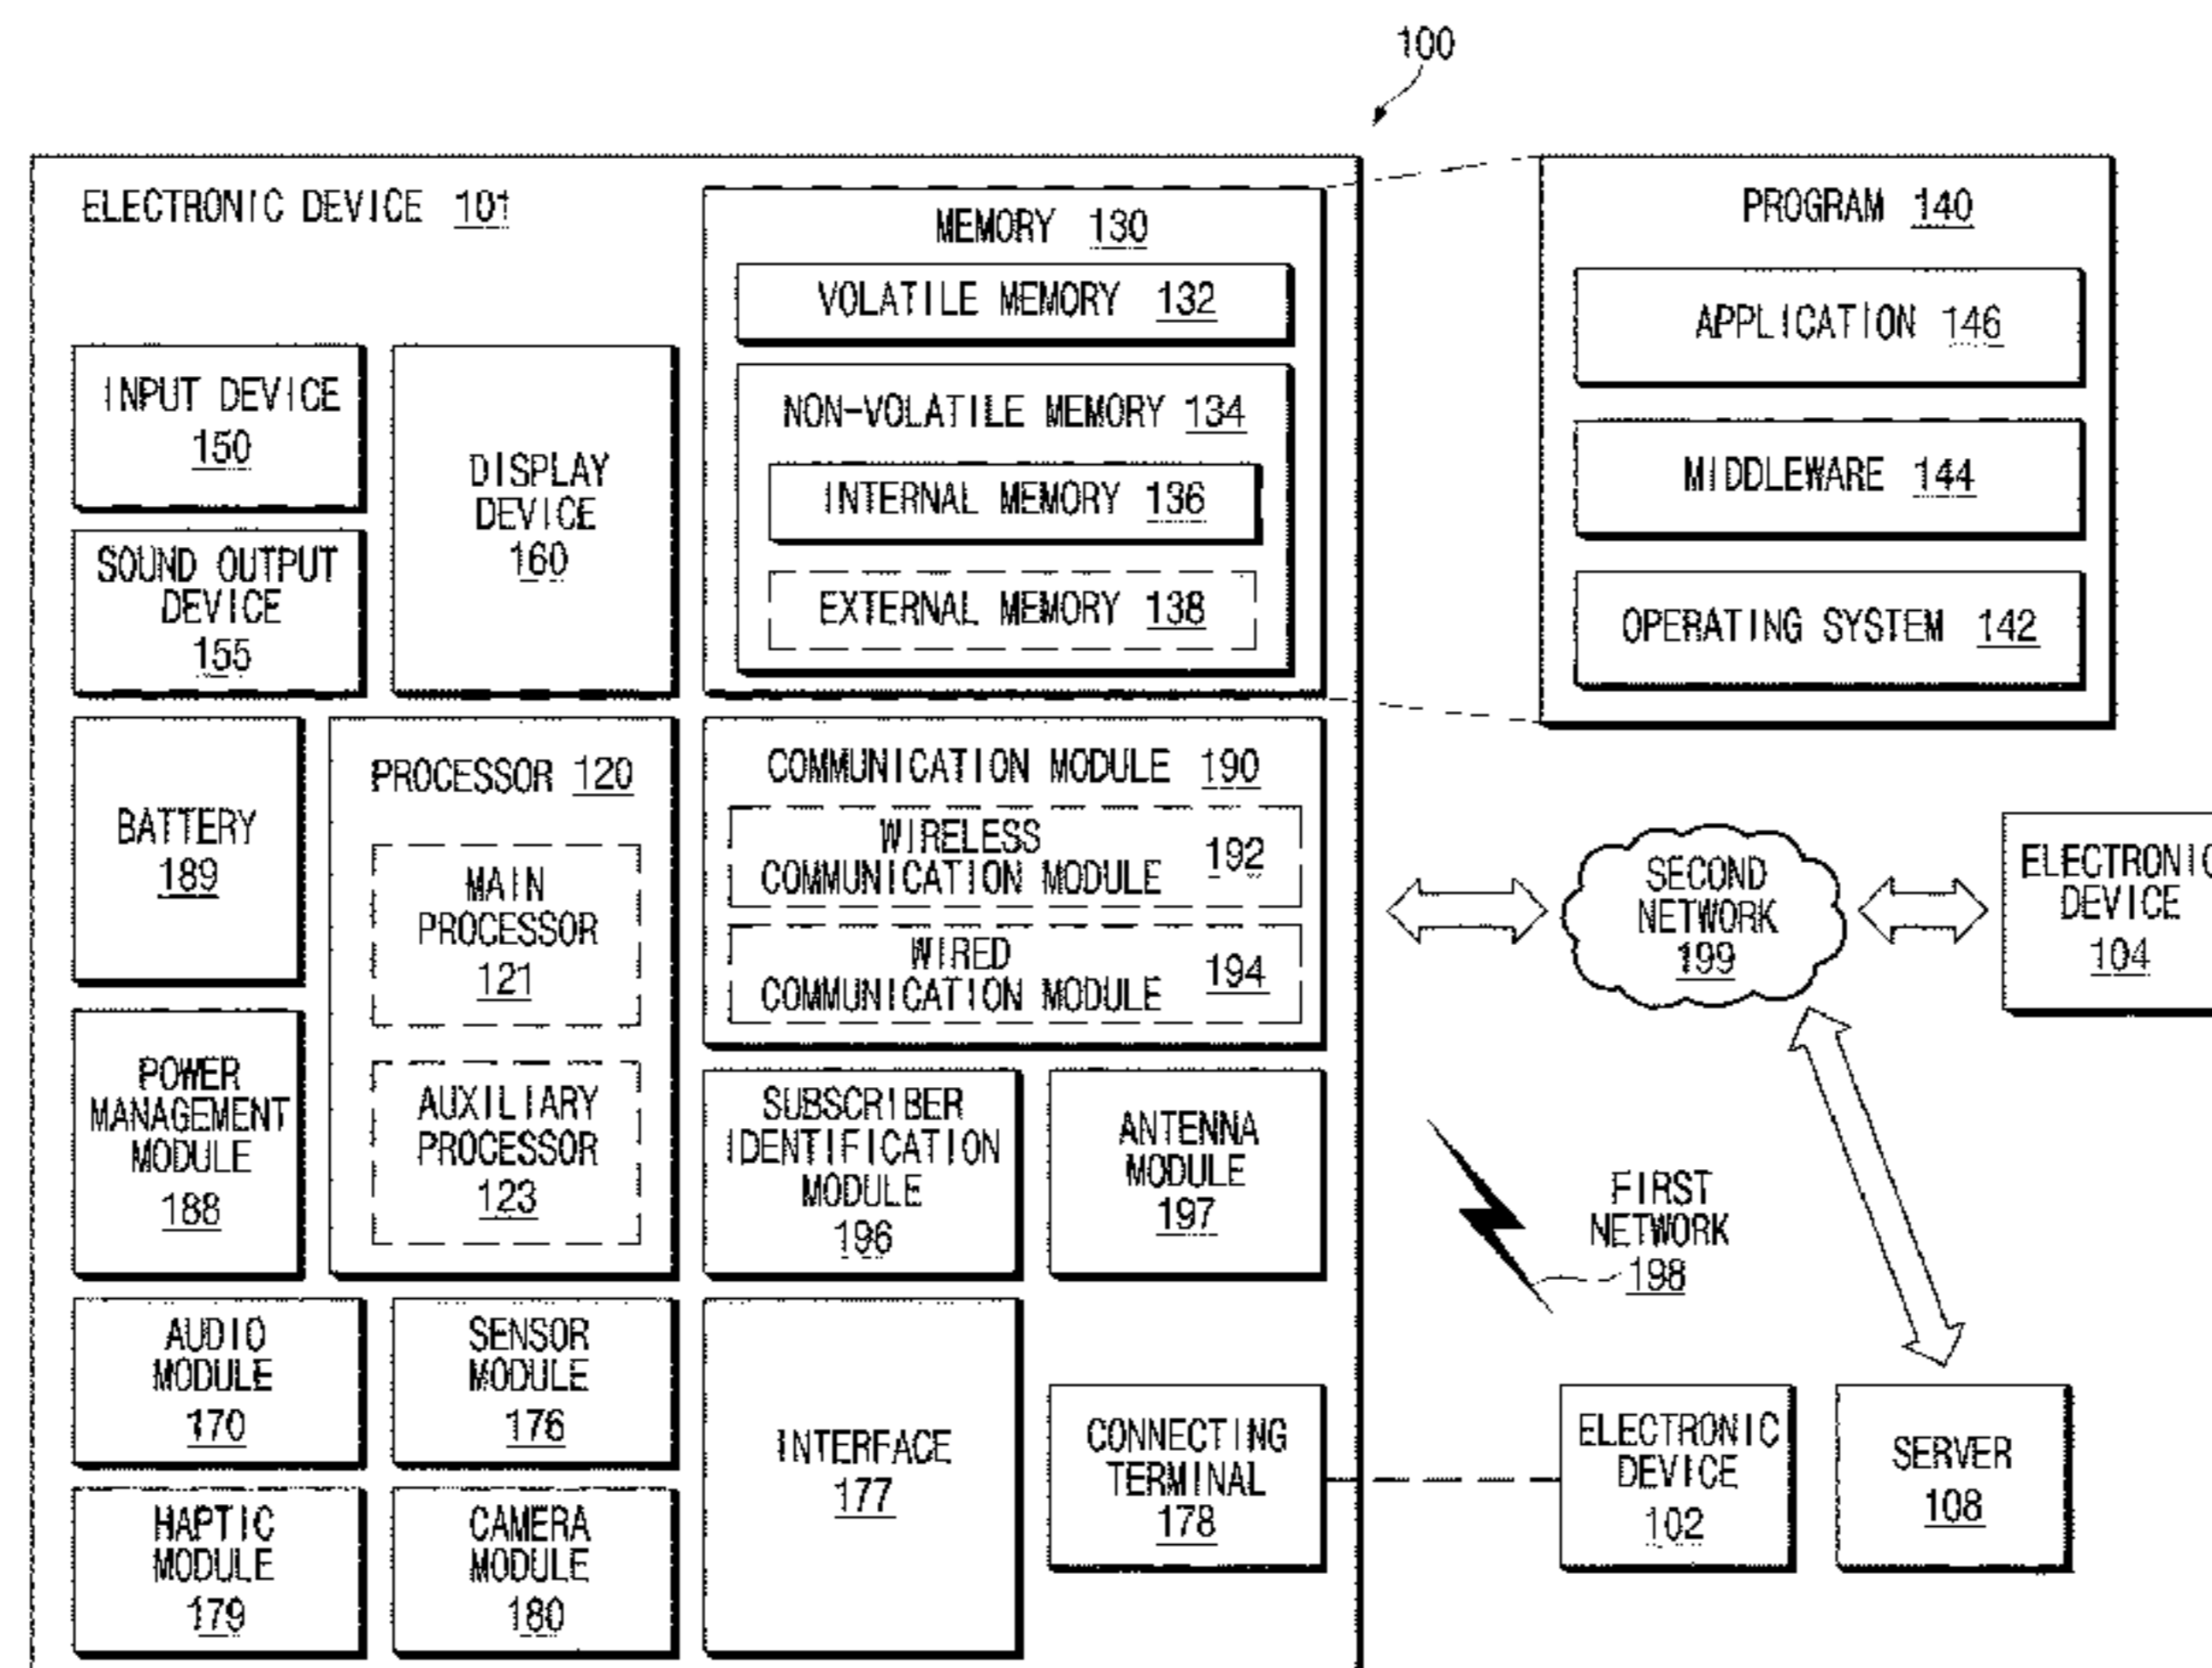 100
ELECTRONIC DEVICE 101
MEMORY 130
VOLATILE MEMORY 132
NON-VOLATILE MEMORY 134
INTERNAL MEMORY 136
EXTERNAL MEMORY 138
PROGRAM 140
APPLICATION 146
MIDDLEWARE 144
OPERATING SYSTEM 142
INPUT DEVICE
150
SOUND OUTPUT
DEVICE
155
DISPLAY
DEVICE
160
BATTERY
189
POWER
MANAGEMENT
MODULE
188
PROCESSOR 120
MAIN
PROCESSOR
121
AUXILIARY
PROCESSOR
123
COMMUNICATION MODULE 190
WIRELESS
COMMUNICATION MODULE 192
WIRED
COMMUNICATION MODULE 194
SUBSCRIBER
IDENTIFICATION
MODULE
196
ANTENNA
MODULE
197
SECOND
NETWORK
199
ELECTRONIC
DEVICE
104
FIRST
NETWORK
198
AUDIO
MODULE
170
SENSOR
MODULE
176
HAPTIC
MODULE
179
CAMERA
MODULE
180
INTERFACE
177
CONNECTING
TERMINAL
178
ELECTRONIC
DEVICE
102
SERVER
108